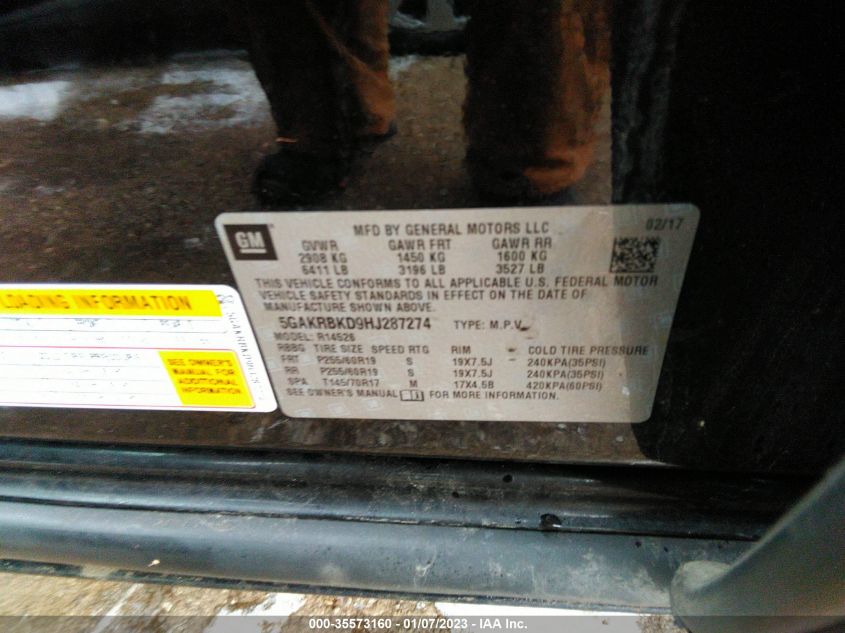 GM
MFD BY GENERAL MOTORS LLC
02/17
GVWR GAWR FRT GAWR RR
2908 KG 1450 KG 1600 KG
6411 LB 3196 LB 3527 LB
THIS VEHICLE CONFORMS TO ALL APPLICABLE U.S. FEDERAL MOTOR
VEHICLE SAFETY STANDARDS IN EFFECT ON THE DATE OF
MANUFACTURE SHOWN ABOVE.
5GAKRBKD9HJ287274 TYPE: M.P.V.
MODEL: R14526
RBBG TIRE SIZE SPEED RTG RIM COLD TIRE PRESSURE
FRT P255/60R19 S 19X7.5J 240KPA(35PSI)
RR P255/60R19 S 19X7.5J 240KPA(35PSI)
SPA T145/70R17 M 17X4.5B 420KPA(60PSI)
SEE OWNER'S MANUAL FOR MORE INFORMATION.
LOADING INFORMATION
SEE OWNER'S
MANUAL FOR
ADDITIONAL
INFORMATION
000-35573160 - 01/07/2023 - IAA Inc.